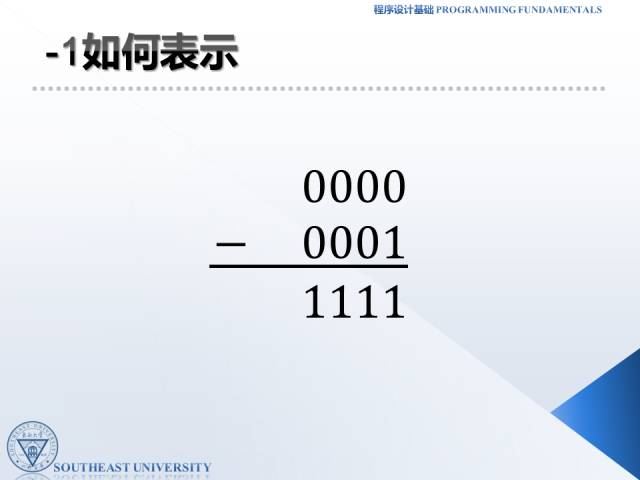 程序设计基础 PROGRAMMING FUNDAMENTALS
-1如何表示
0000
− 0001
1111
SOUTHEAST UNIVERSITY